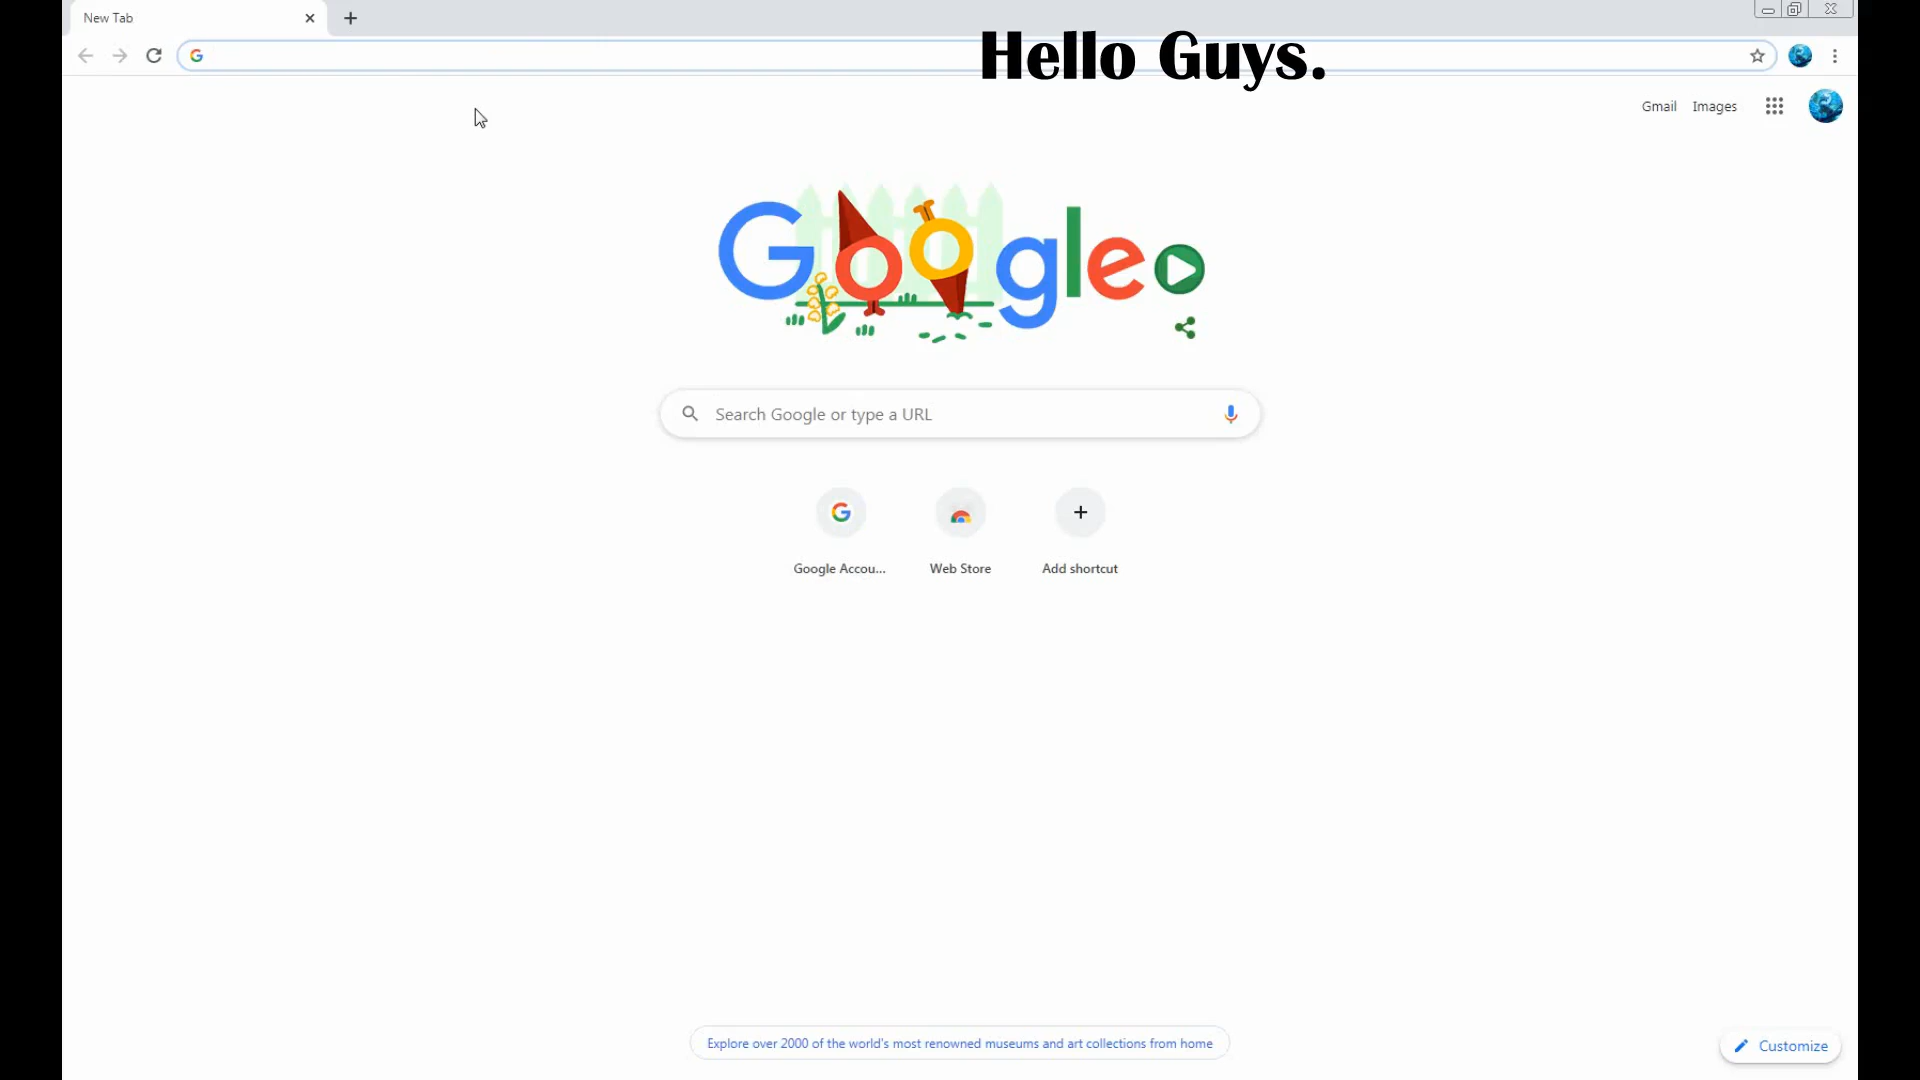 New Tab
Hello Guys.
Gmail Images
Google
Search Google or type a URL
Google Accou... Web Store Add shortcut
Explore over 2000 of the world's most renowned museums and art collections from home
Customize